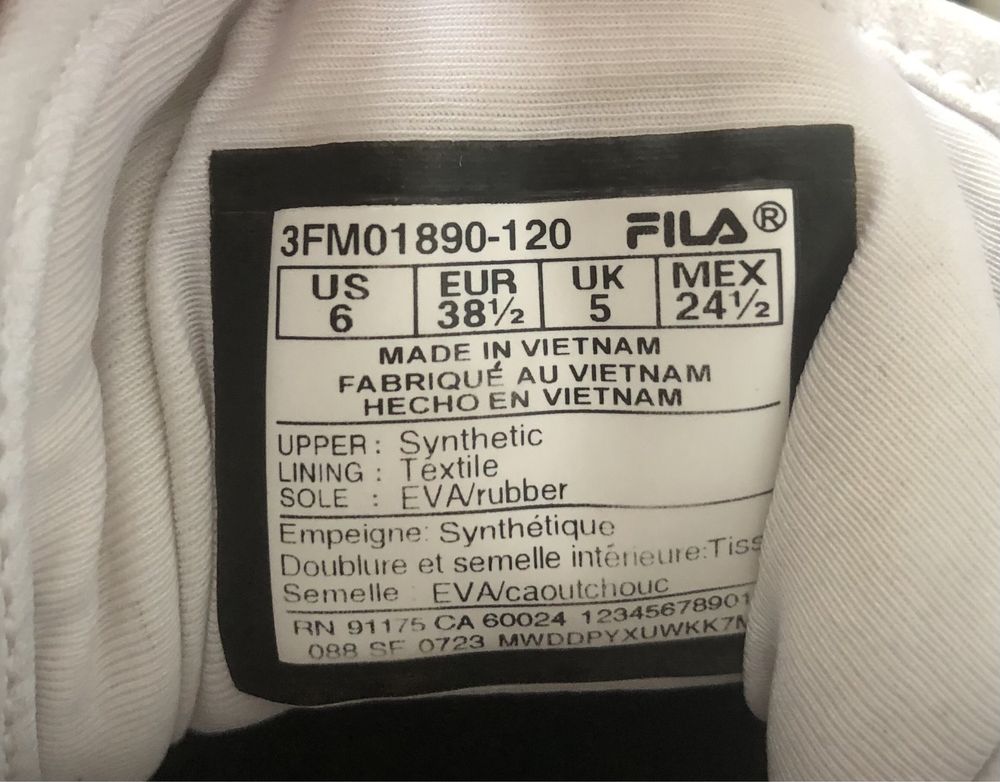 3FM01890-120 FILA®
US EUR UK MEX
6 38½ 5 24½
MADE IN VIETNAM
FABRIQUÉ AU VIETNAM
HECHO EN VIETNAM
UPPER : Synthetic
LINING : Textile
SOLE : EVA/rubber
Empeigne: Synthétique
Doublure et semelle intérieure:Tiss
Semelle : EVA/caoutchouc
RN 91175 CA 60024 12345678901
088 SF 0723 MWDDPYXUWKK7M